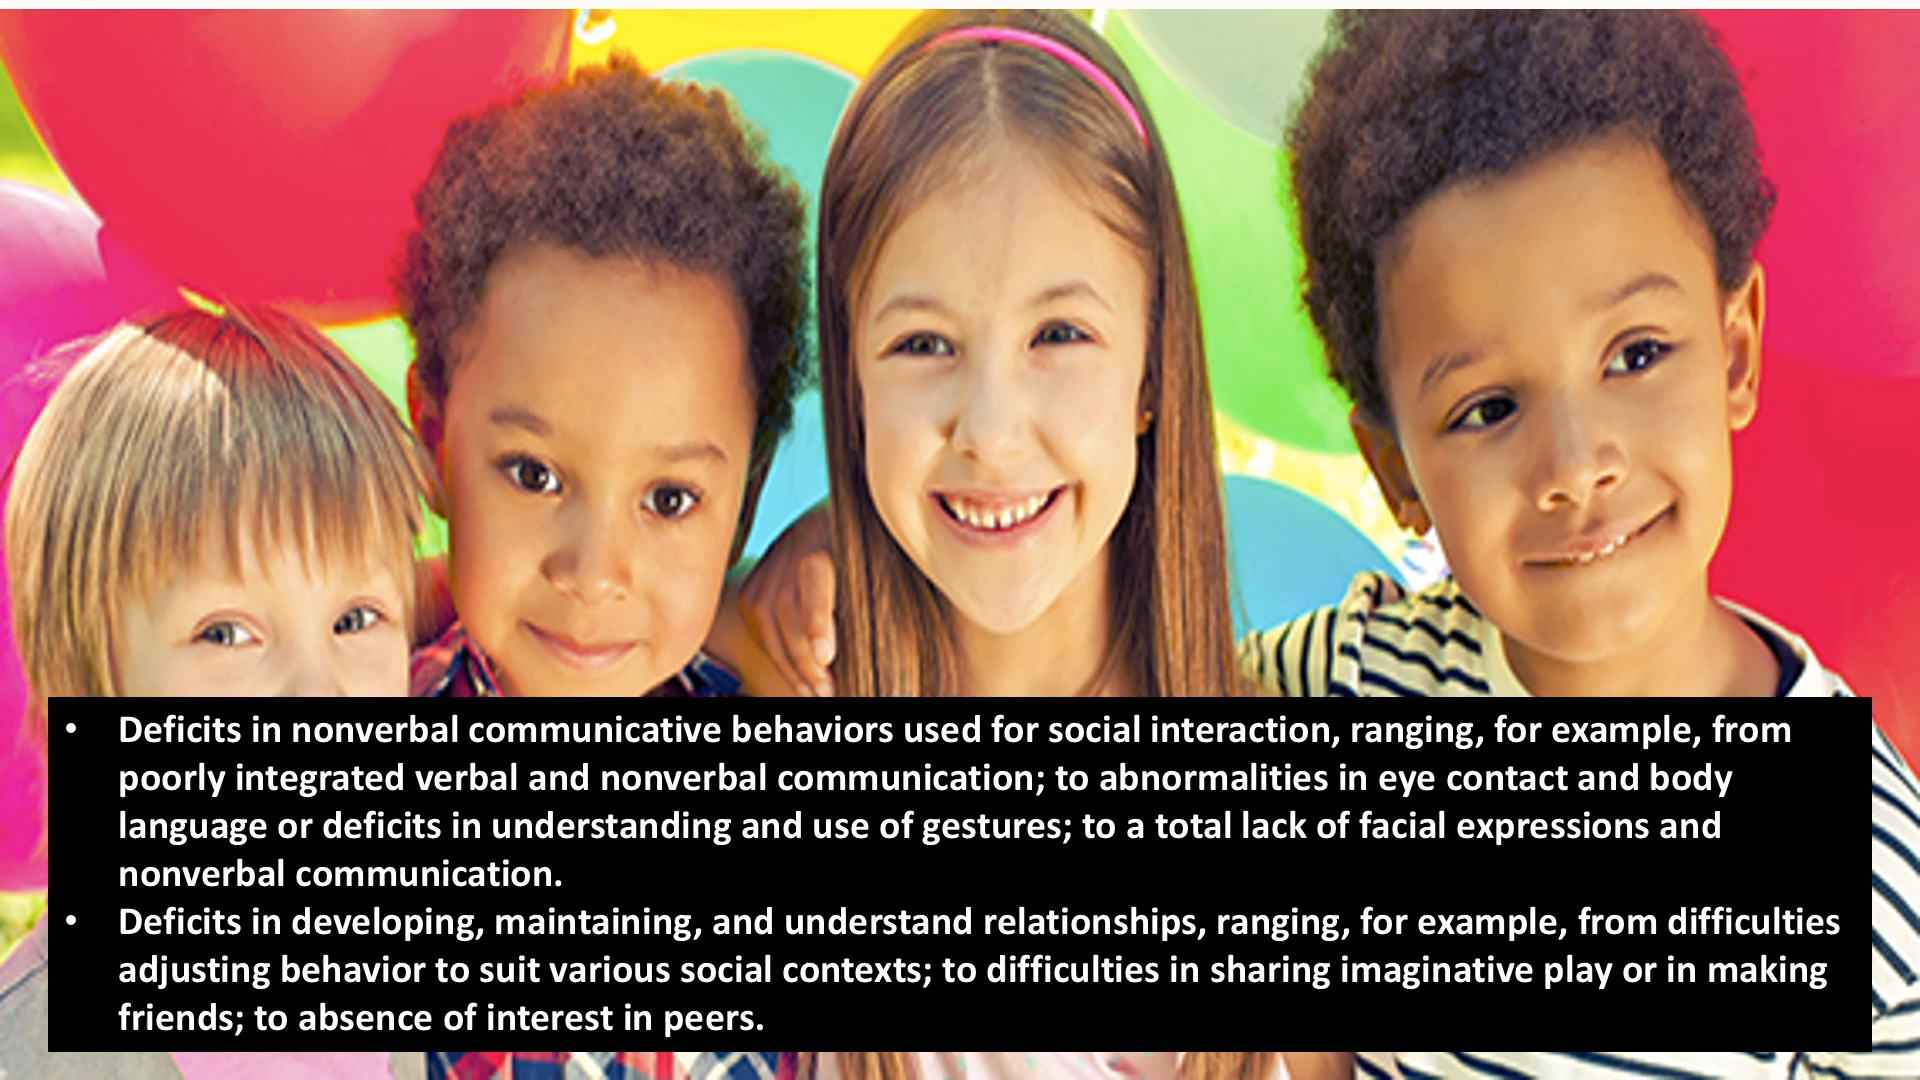 • Deficits in nonverbal communicative behaviors used for social interaction, ranging, for example, from
poorly integrated verbal and nonverbal communication; to abnormalities in eye contact and body
language or deficits in understanding and use of gestures; to a total lack of facial expressions and
nonverbal communication.
• Deficits in developing, maintaining, and understand relationships, ranging, for example, from difficulties
adjusting behavior to suit various social contexts; to difficulties in sharing imaginative play or in making
friends; to absence of interest in peers.